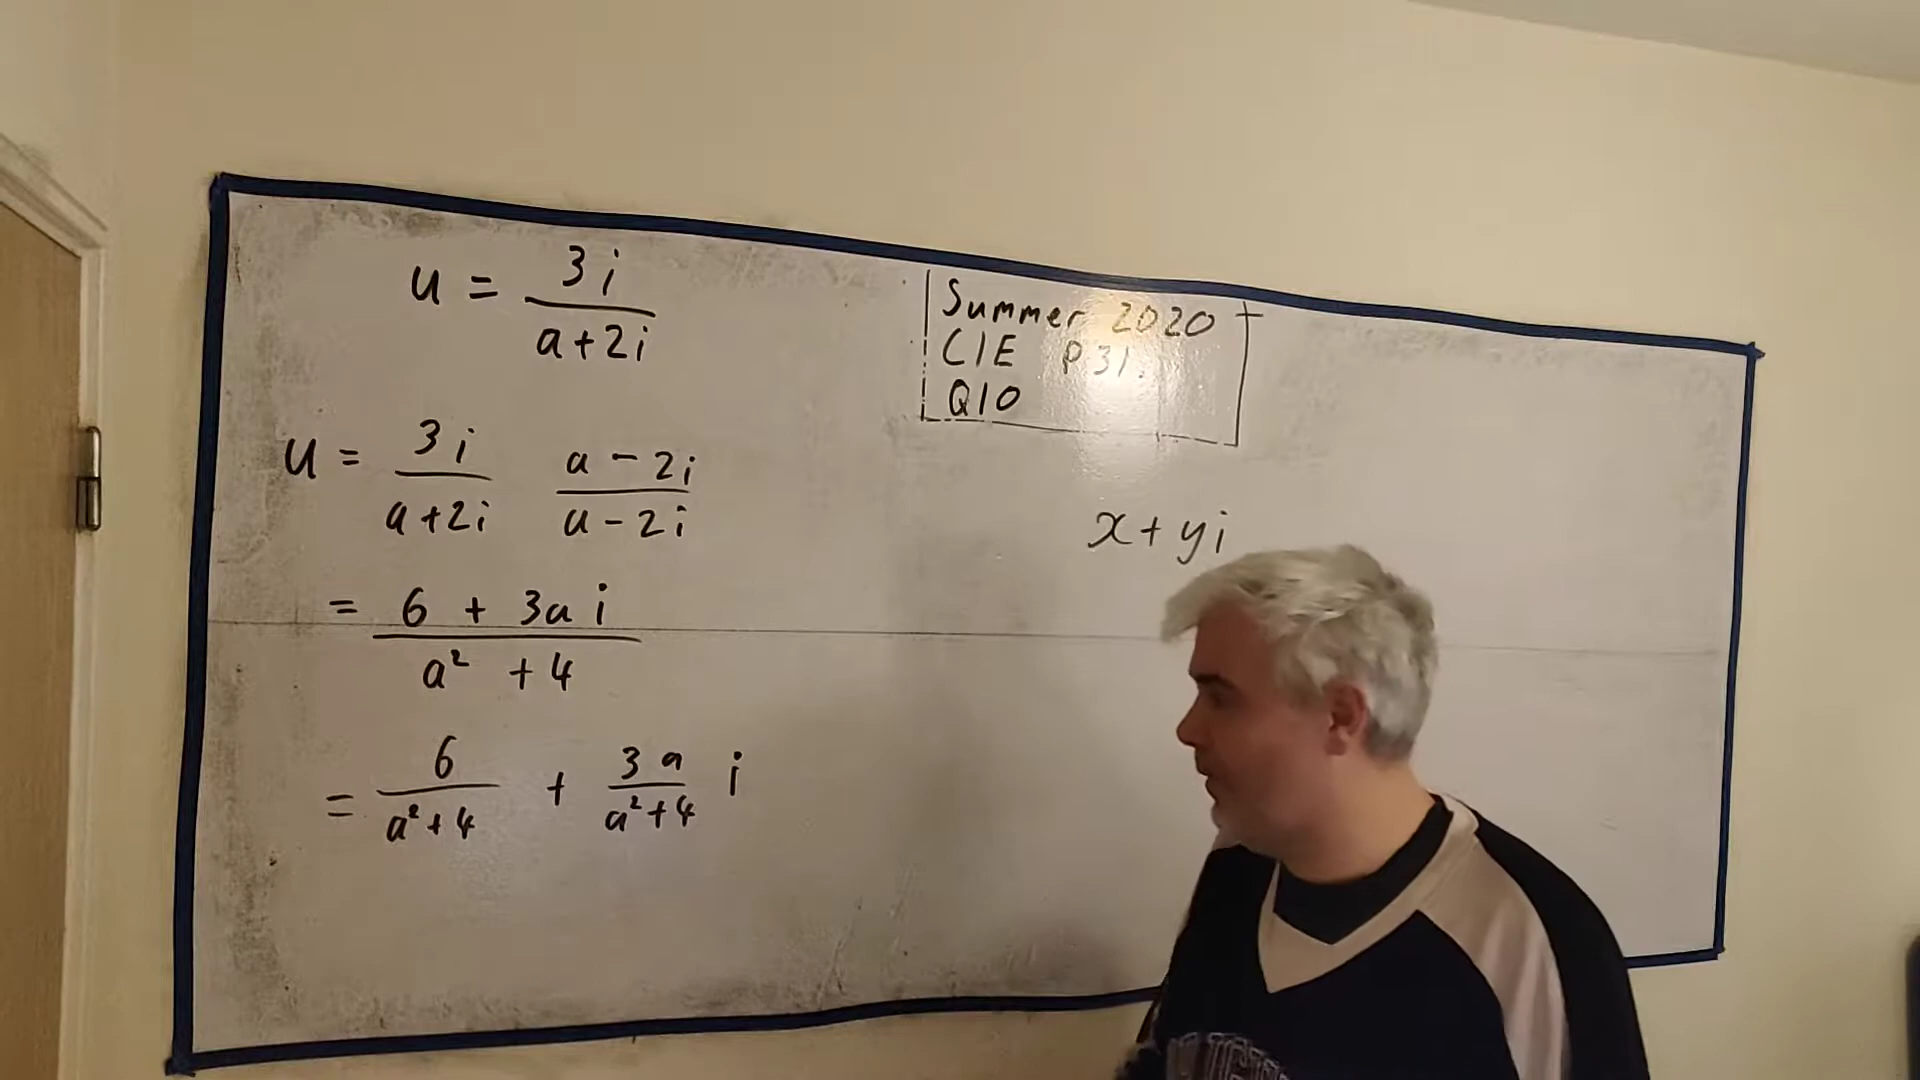 u = 3i / a+2i
Summer 2020
CIE P31.
Q10
u = 3i / a+2i   a - 2i / a - 2i
x + yi
= 6 + 3a i / a² + 4
= 6 / a²+4 + 3a / a²+4 i